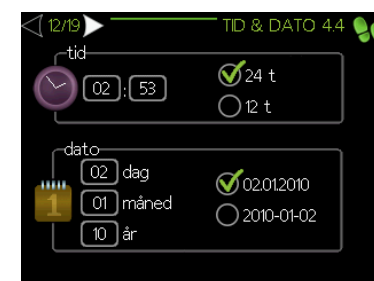 12/19 TID & DATO 4.4
tid
02 : 53
24 t
12 t
dato
02 dag
01 måned
10 år
1
02.01.2010
2010-01-02